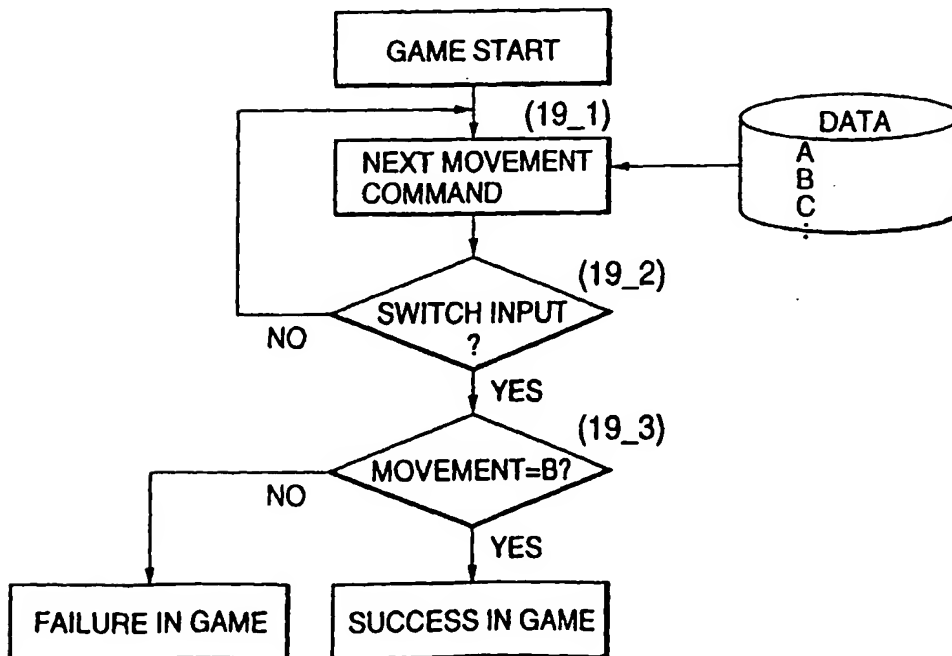 GAME START
(19_1)
NEXT MOVEMENT
COMMAND
DATA
A
B
C
:
(19_2)
SWITCH INPUT
?
NO
YES
(19_3)
MOVEMENT=B?
NO
YES
FAILURE IN GAME
SUCCESS IN GAME